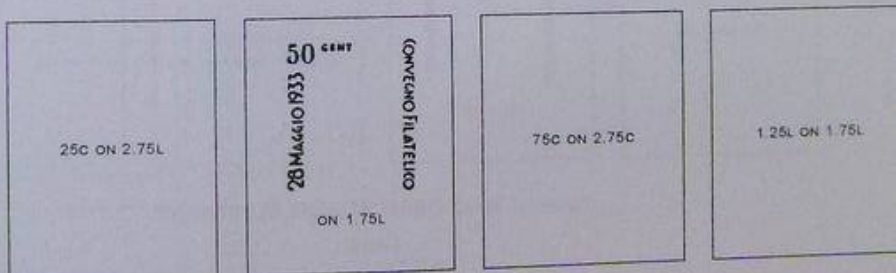 25C ON 2.75L
50 CENT
28 MAGGIO 1933
CONVEGNO FILATELICO
ON 1.75L
75C ON 2.75C
1.25L ON 1.75L